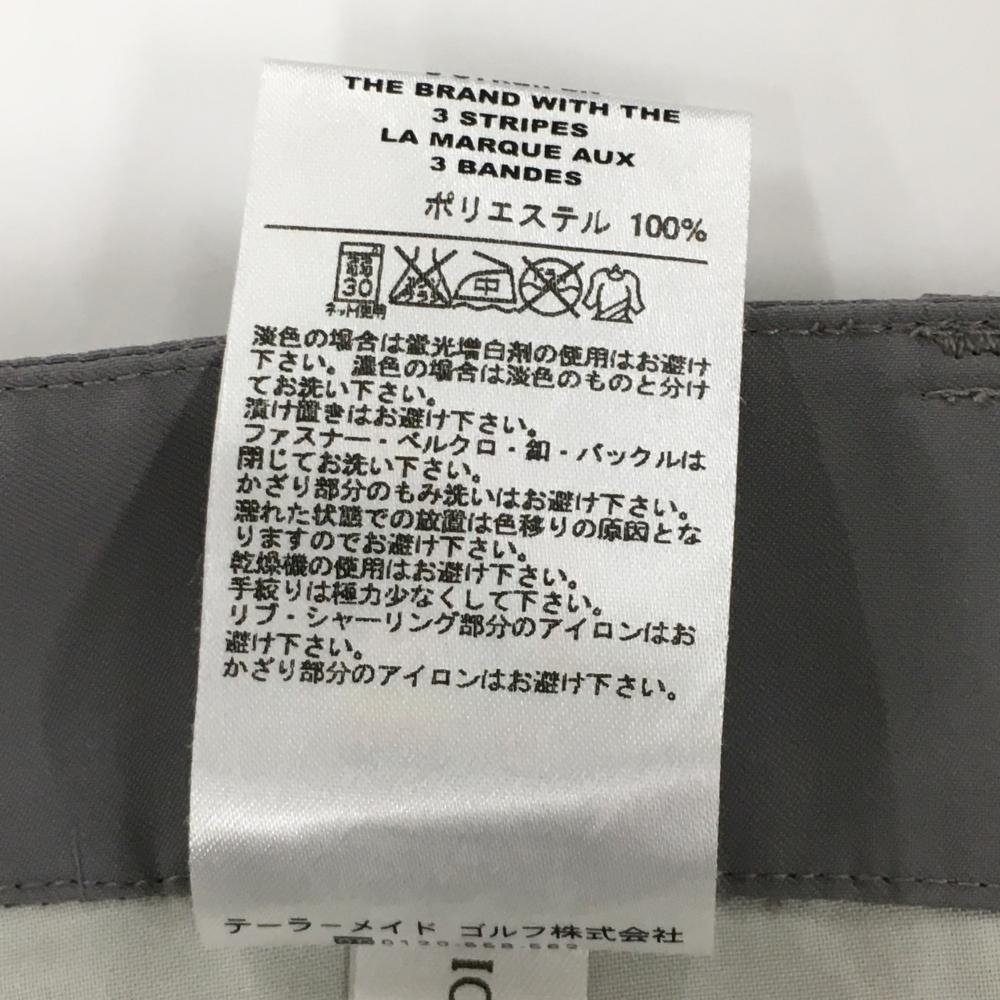 THE BRAND WITH THE
3 STRIPES
LA MARQUE AUX
3 BANDES
ポリエステル 100%
30
中
ネット使用
淡色の場合は蛍光増白剤の使用はお避け
下さい。濃色の場合は淡色のものと分け
てお洗い下さい。
漬け置きはお避け下さい。
ファスナー・ベルクロ・釦・バックルは
閉じてお洗い下さい。
かざり部分のもみ洗いはお避け下さい。
濡れた状態での放置は色移りの原因とな
りますのでお避け下さい。
乾燥機の使用はお避け下さい。
手絞りは極力少なくして下さい。
リブ・シャーリング部分のアイロンはお
避け下さい。
かざり部分のアイロンはお避け下さい。
テーラーメイド ゴルフ株式会社